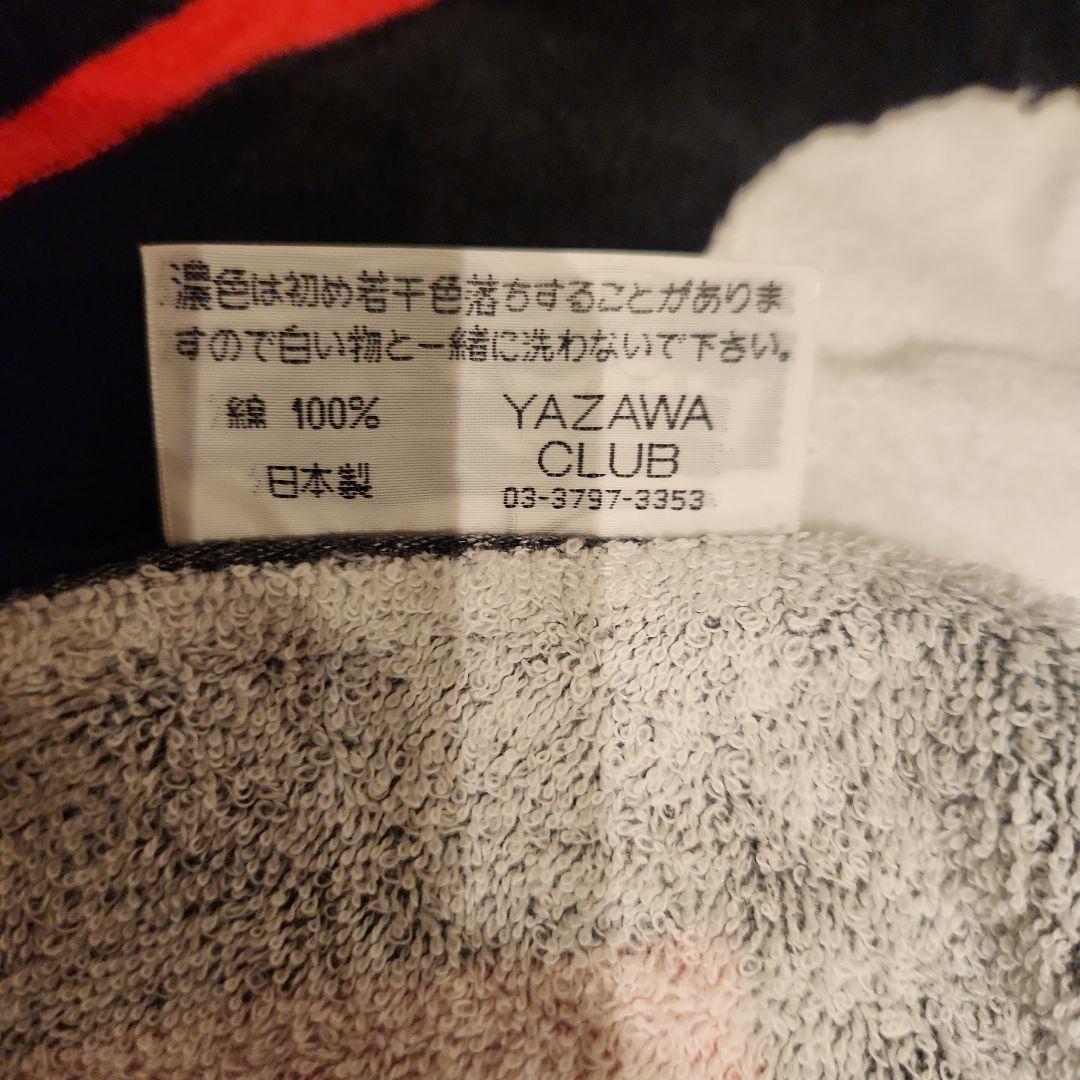 濃色は初め若干色落ちすることがありま
すので白い物と一緒に洗わないで下さい。
綿 100% YAZAWA
CLUB
日本製 03-3797-3353